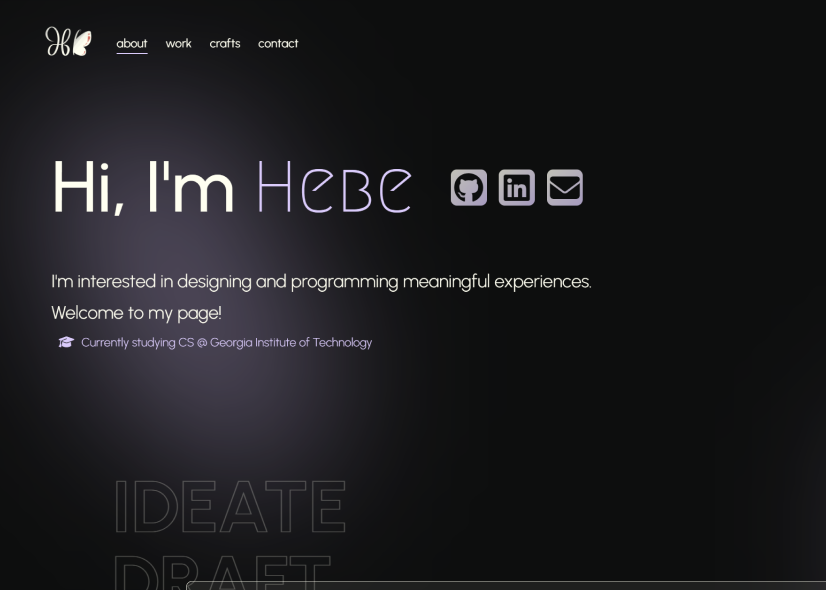 about work crafts contact
Hi, I'm HeBe
I'm interested in designing and programming meaningful experiences.
Welcome to my page!
Currently studying CS @ Georgia Institute of Technology
IDEATE
DRAFT